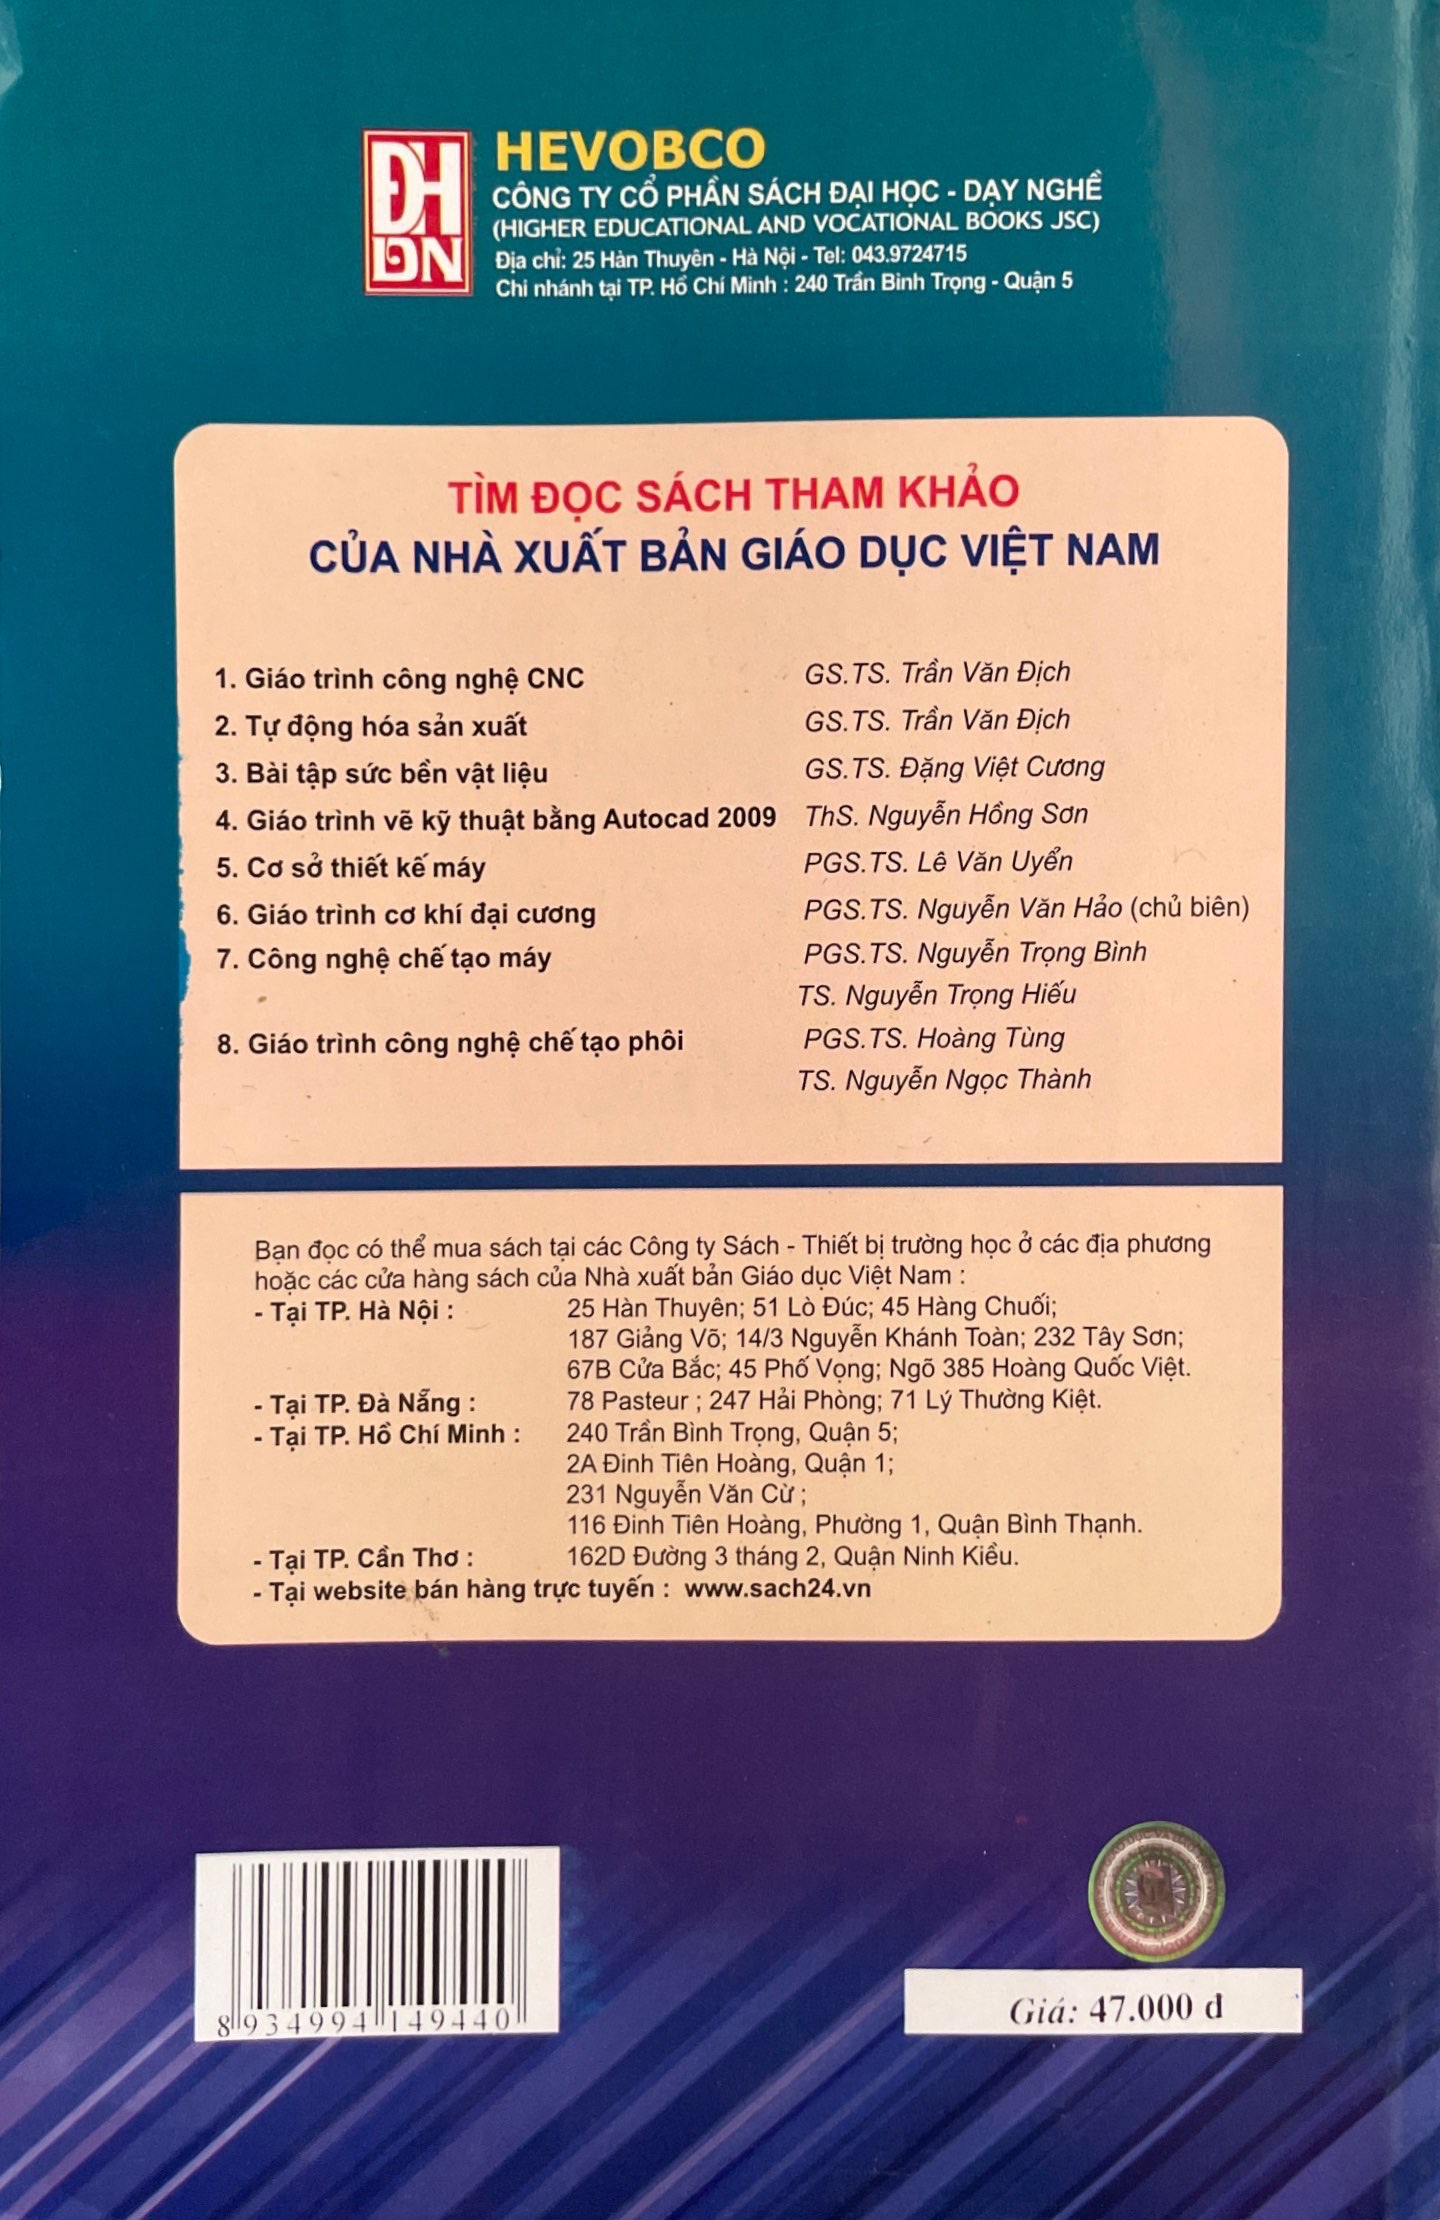 ĐH
DN
HEVOBCO
CÔNG TY CỔ PHẦN SÁCH ĐẠI HỌC - DẠY NGHỀ
(HIGHER EDUCATIONAL AND VOCATIONAL BOOKS JSC)
Địa chỉ: 25 Hàn Thuyên - Hà Nội - Tel: 043.9724715
Chi nhánh tại TP. Hồ Chí Minh : 240 Trần Bình Trọng - Quận 5
TÌM ĐỌC SÁCH THAM KHẢO
CỦA NHÀ XUẤT BẢN GIÁO DỤC VIỆT NAM
1. Giáo trình công nghệ CNC GS.TS. Trần Văn Địch
2. Tự động hóa sản xuất GS.TS. Trần Văn Địch
3. Bài tập sức bền vật liệu GS.TS. Đặng Việt Cương
4. Giáo trình vẽ kỹ thuật bằng Autocad 2009 ThS. Nguyễn Hồng Sơn
5. Cơ sở thiết kế máy PGS.TS. Lê Văn Uyển
6. Giáo trình cơ khí đại cương PGS.TS. Nguyễn Văn Hảo (chủ biên)
7. Công nghệ chế tạo máy PGS.TS. Nguyễn Trọng Bình
TS. Nguyễn Trọng Hiếu
8. Giáo trình công nghệ chế tạo phôi PGS.TS. Hoàng Tùng
TS. Nguyễn Ngọc Thành
Bạn đọc có thể mua sách tại các Công ty Sách - Thiết bị trường học ở các địa phương
hoặc các cửa hàng sách của Nhà xuất bản Giáo dục Việt Nam :
- Tại TP. Hà Nội : 25 Hàn Thuyên; 51 Lò Đúc; 45 Hàng Chuối;
187 Giảng Võ; 14/3 Nguyễn Khánh Toàn; 232 Tây Sơn;
67B Cửa Bắc; 45 Phố Vọng; Ngõ 385 Hoàng Quốc Việt.
- Tại TP. Đà Nẵng : 78 Pasteur ; 247 Hải Phòng; 71 Lý Thường Kiệt.
- Tại TP. Hồ Chí Minh : 240 Trần Bình Trọng, Quận 5;
2A Đinh Tiên Hoàng, Quận 1;
231 Nguyễn Văn Cừ ;
116 Đinh Tiên Hoàng, Phường 1, Quận Bình Thạnh.
- Tại TP. Cần Thơ : 162D Đường 3 tháng 2, Quận Ninh Kiều.
- Tại website bán hàng trực tuyến : www.sach24.vn
8 934994 149440
Giá: 47.000 đ